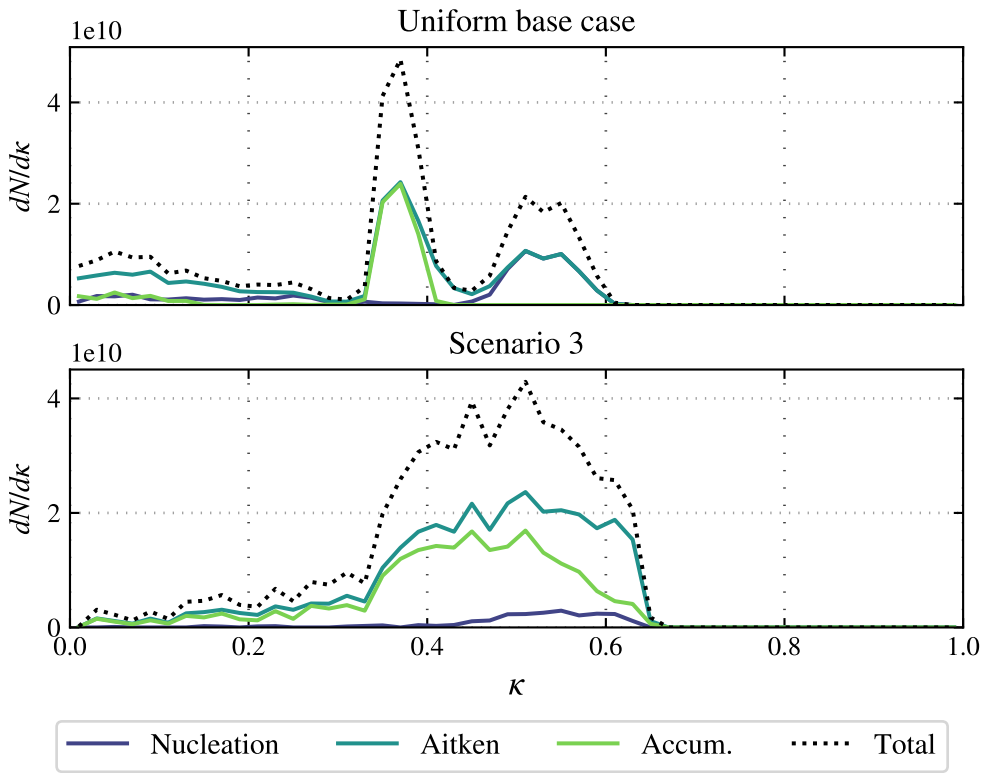 Uniform base case
1e10
4
2
0
dN/dκ
Scenario 3
1e10
4
2
0
dN/dκ
0.0 0.2 0.4 0.6 0.8 1.0
κ
Nucleation Aitken Accum. Total